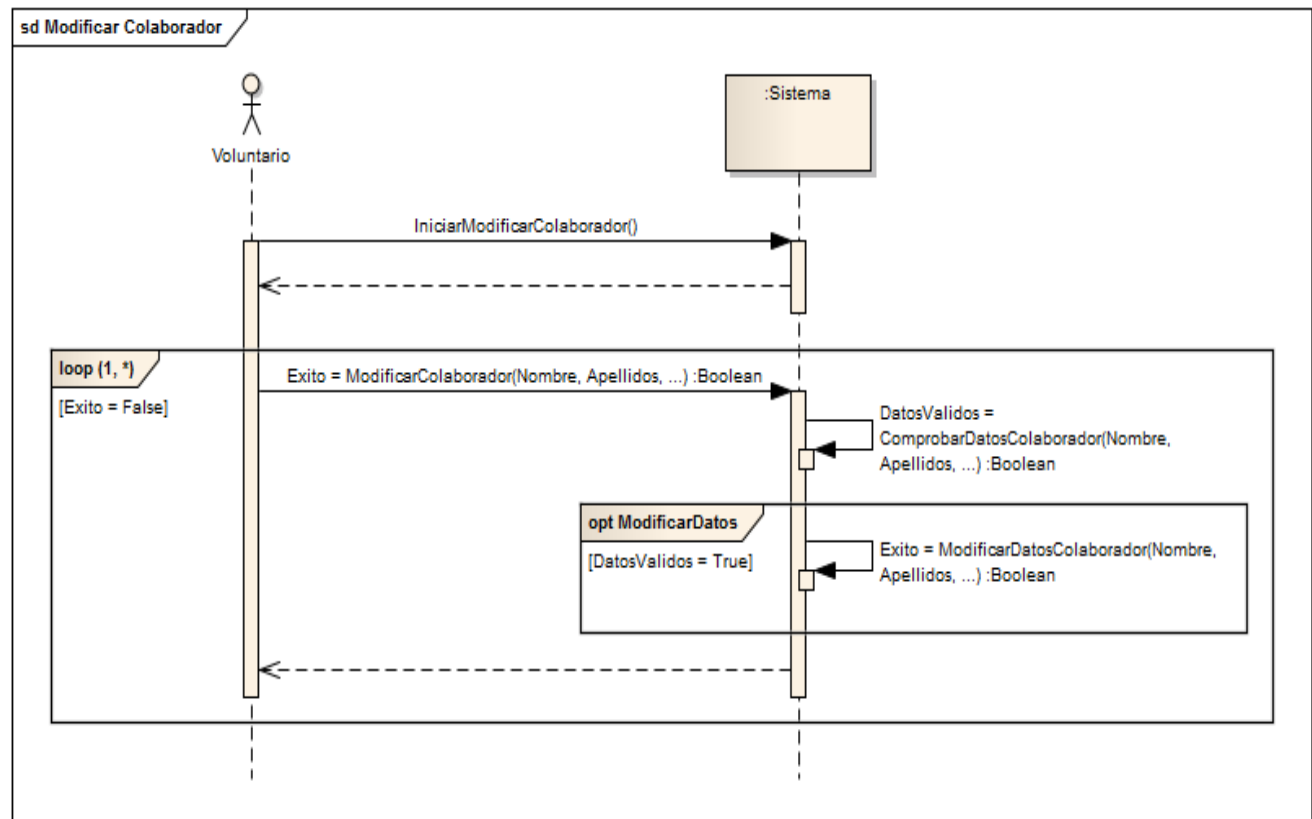 sd Modificar Colaborador
:Sistema
Voluntario
IniciarModificarColaborador()
loop (1, *)
Exito = ModificarColaborador(Nombre, Apellidos, ...) :Boolean
[Exito = False]
DatosValidos =
ComprobarDatosColaborador(Nombre,
Apellidos, ...) :Boolean
opt ModificarDatos
[DatosValidos = True]
Exito = ModificarDatosColaborador(Nombre,
Apellidos, ...) :Boolean